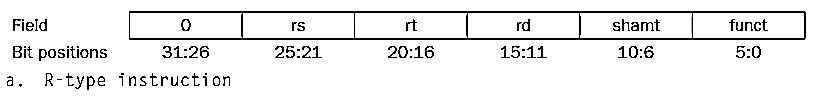 Field 0 rs rt rd shamt funct
Bit positions 31:26 25:21 20:16 15:11 10:6 5:0
a. R-type instruction